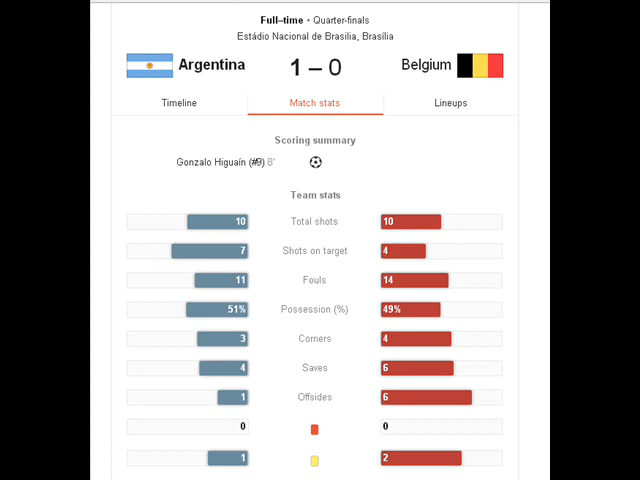 Full–time • Quarter-finals
Estádio Nacional de Brasilia, Brasília
Argentina 1 – 0 Belgium
Timeline Match stats Lineups
Scoring summary
Gonzalo Higuaín (#9) 8'
Team stats
10 Total shots 10
7 Shots on target 4
11 Fouls 14
51% Possession (%) 49%
3 Corners 4
4 Saves 6
1 Offsides 6
0 0
1 2